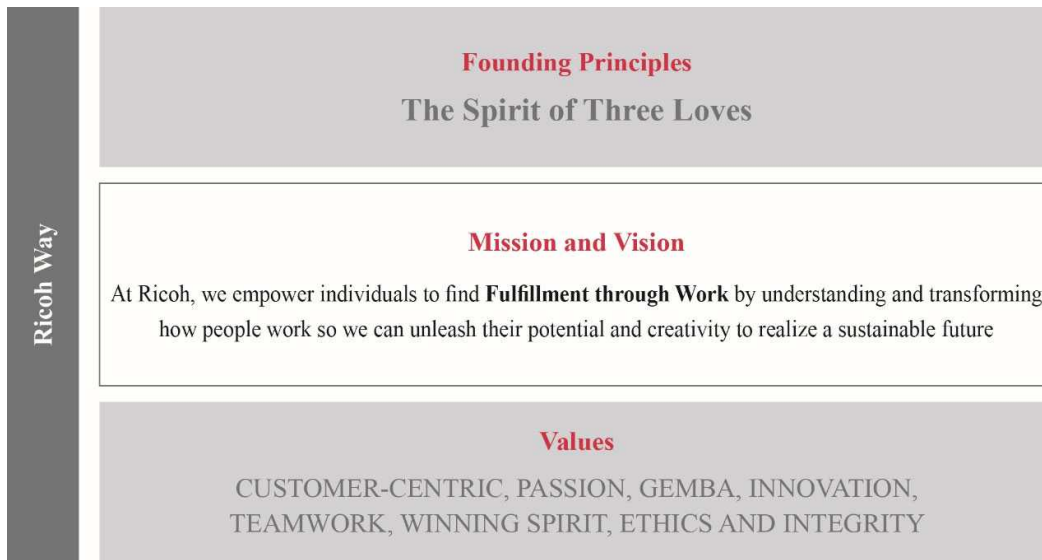 Ricoh Way
Founding Principles
The Spirit of Three Loves
Mission and Vision
At Ricoh, we empower individuals to find Fulfillment through Work by understanding and transforming
how people work so we can unleash their potential and creativity to realize a sustainable future
Values
CUSTOMER-CENTRIC, PASSION, GEMBA, INNOVATION,
TEAMWORK, WINNING SPIRIT, ETHICS AND INTEGRITY